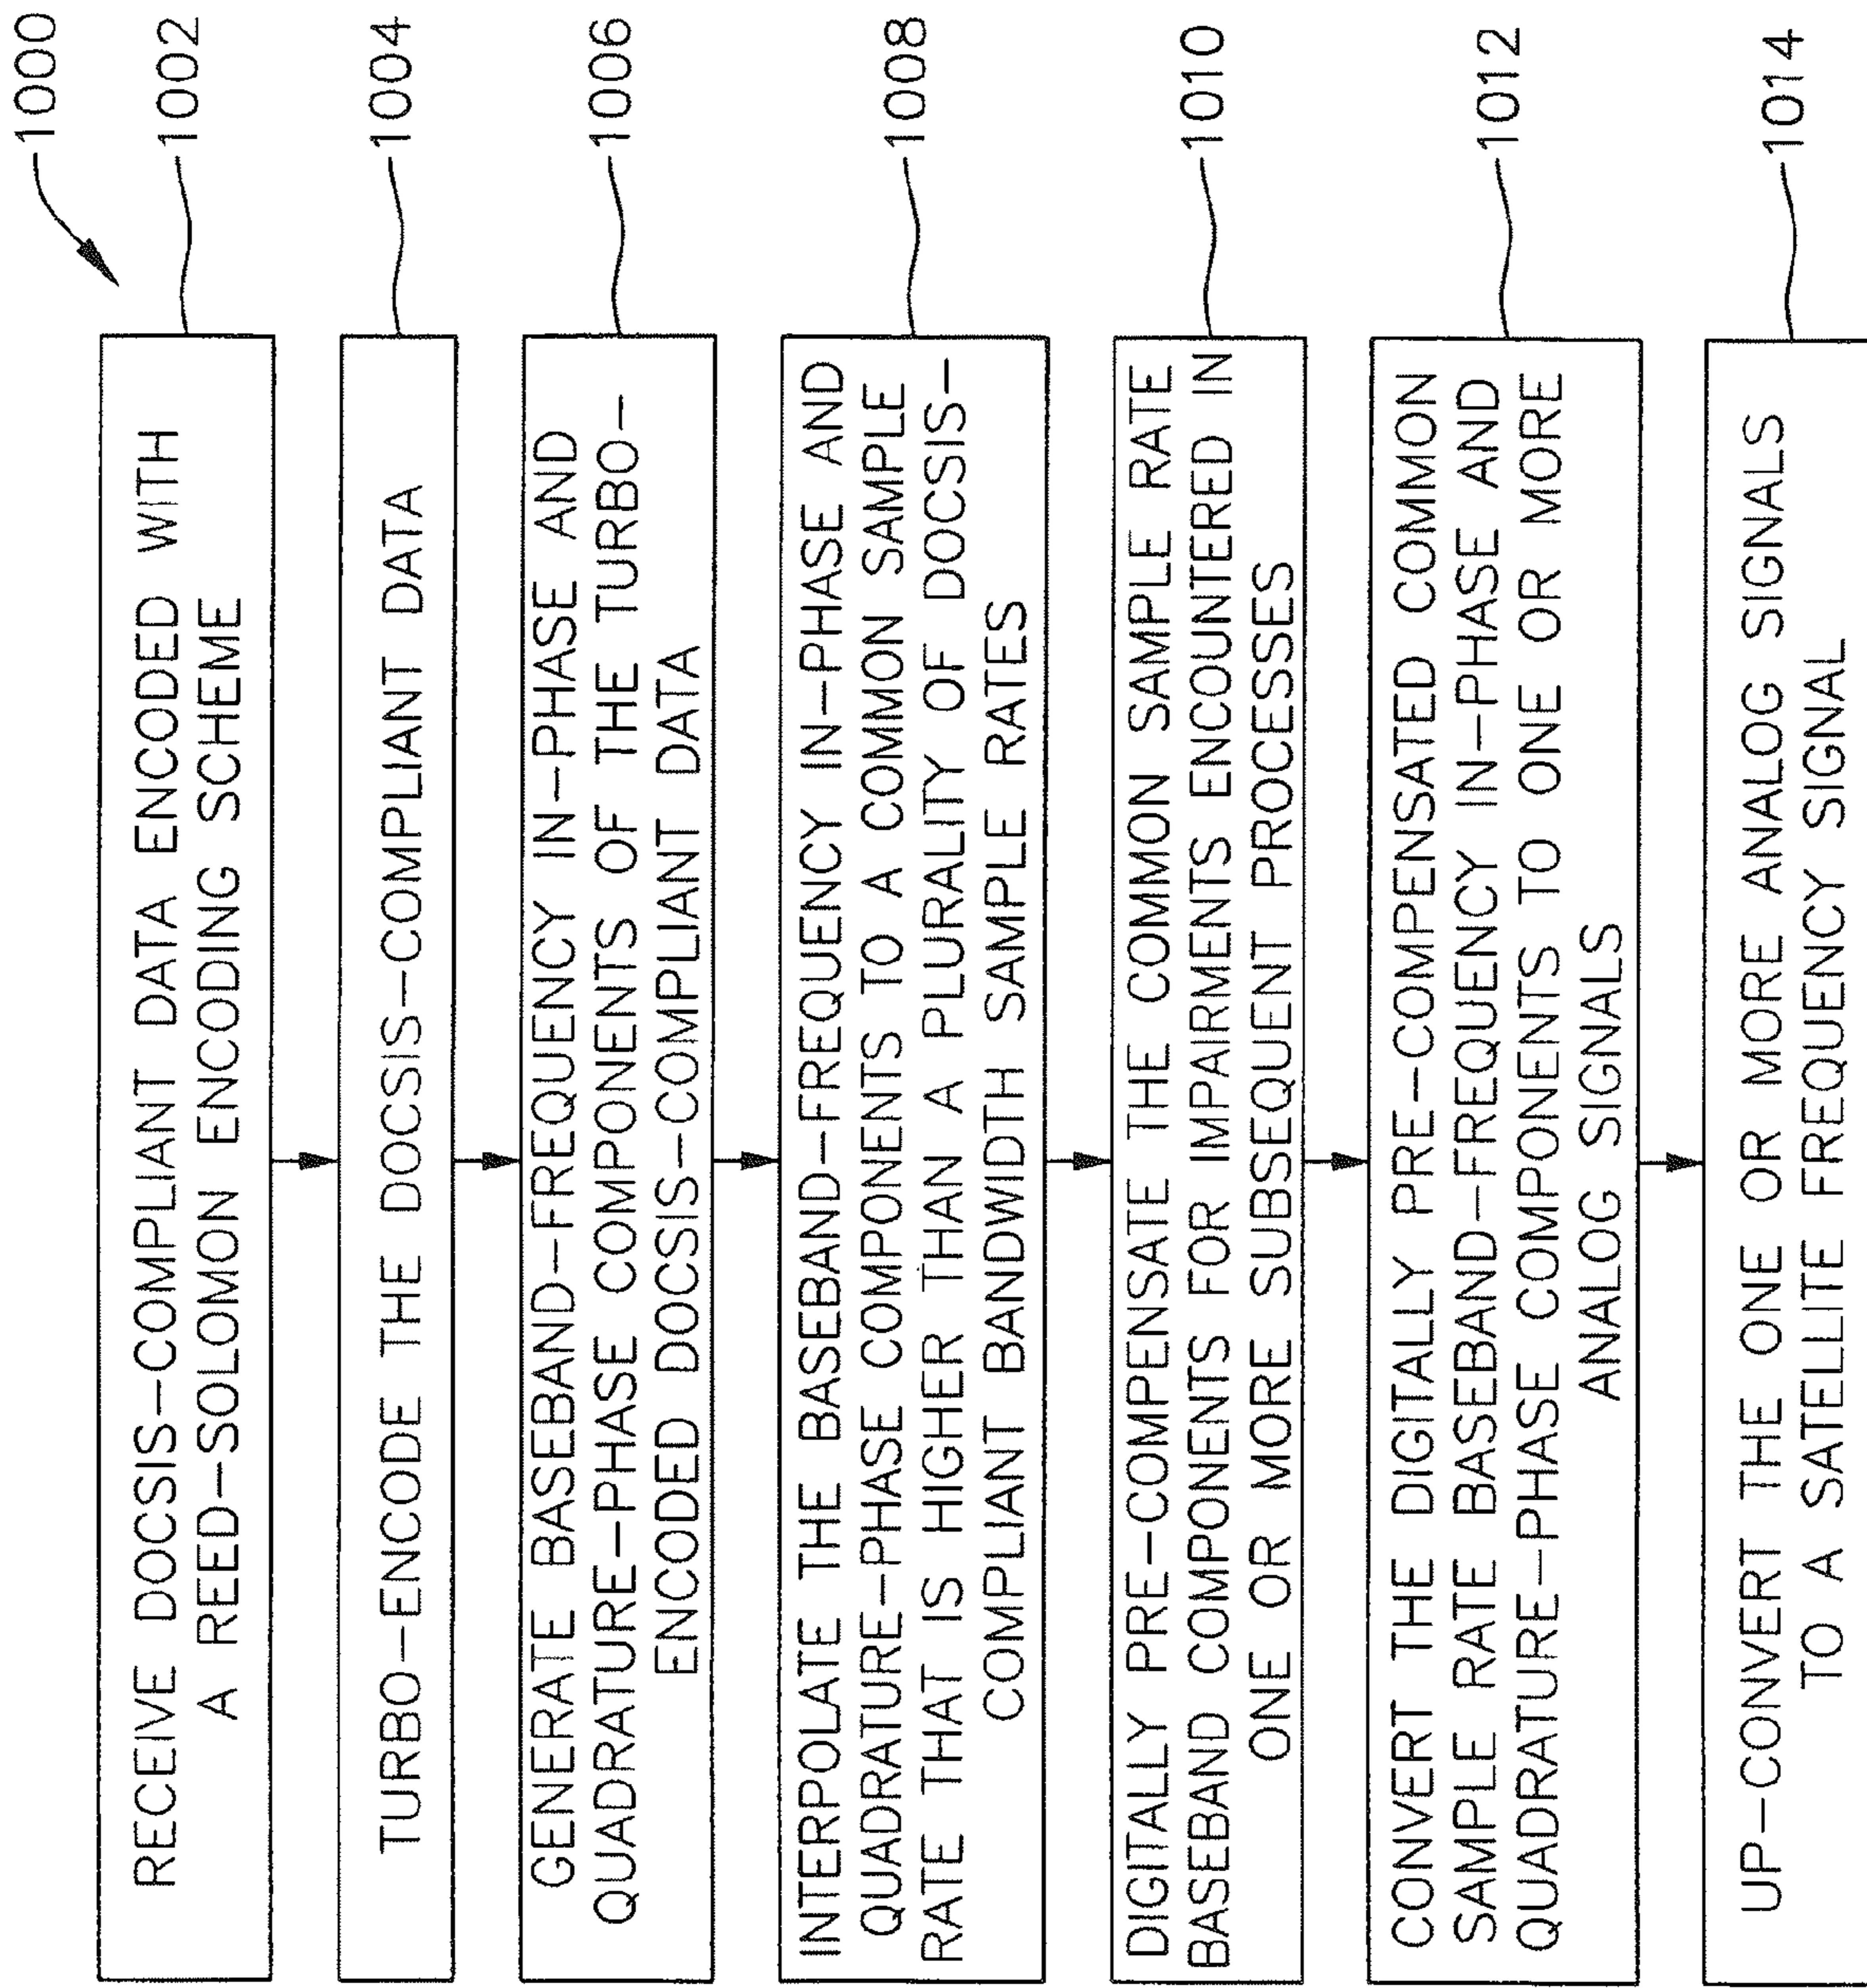 1000
RECEIVE DOCSIS-COMPLIANT DATA ENCODED WITH
A REED-SOLOMON ENCODING SCHEME
1002
TURBO-ENCODE THE DOCSIS-COMPLIANT DATA
1004
GENERATE BASEBAND-FREQUENCY IN-PHASE AND
QUADRATURE-PHASE COMPONENTS OF THE TURBO-
ENCODED DOCSIS-COMPLIANT DATA
1006
INTERPOLATE THE BASEBAND-FREQUENCY IN-PHASE AND
QUADRATURE-PHASE COMPONENTS TO A COMMON SAMPLE
RATE THAT IS HIGHER THAN A PLURALITY OF DOCSIS-
COMPLIANT BANDWIDTH SAMPLE RATES
1008
DIGITALLY PRE-COMPENSATE THE COMMON SAMPLE RATE
BASEBAND COMPONENTS FOR IMPAIRMENTS ENCOUNTERED IN
ONE OR MORE SUBSEQUENT PROCESSES
1010
CONVERT THE DIGITALLY PRE-COMPENSATED COMMON
SAMPLE RATE BASEBAND-FREQUENCY IN-PHASE AND
QUADRATURE-PHASE COMPONENTS TO ONE OR MORE
ANALOG SIGNALS
1012
UP-CONVERT THE ONE OR MORE ANALOG SIGNALS
TO A SATELLITE FREQUENCY SIGNAL
1014